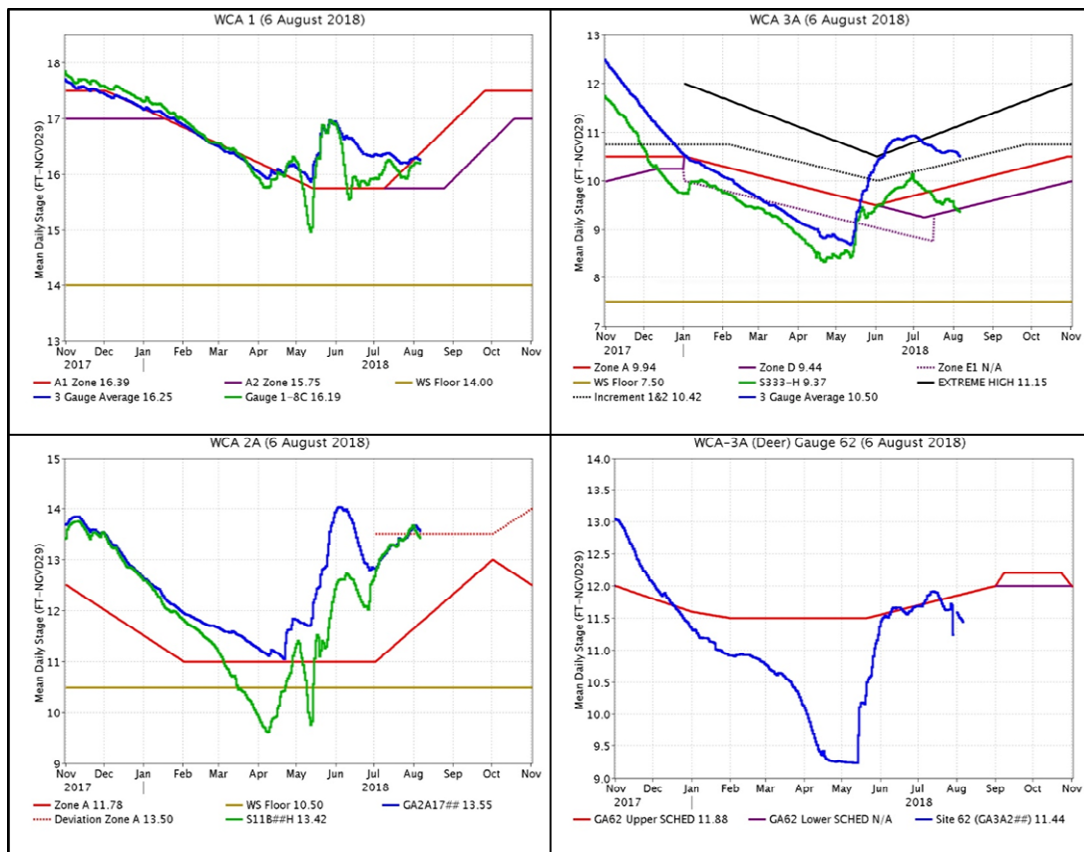 WCA 1 (6 August 2018)
Mean Daily Stage (FT-NGVD29)
18
17
16
15
14
13
Nov Dec Jan Feb Mar Apr May Jun Jul Aug Sep Oct Nov
2017 2018
A1 Zone 16.39 A2 Zone 15.75 WS Floor 14.00
3 Gauge Average 16.25 Gauge 1-8C 16.19
WCA 3A (6 August 2018)
Mean Daily Stage (FT-NGVD29)
13
12
11
10
9
8
7
Nov Dec Jan Feb Mar Apr May Jun Jul Aug Sep Oct Nov
2017 2018
Zone A 9.94 Zone D 9.44 Zone E1 N/A
WS Floor 7.50 S333-H 9.37 EXTREME HIGH 11.15
Increment 1&2 10.42 3 Gauge Average 10.50
WCA 2A (6 August 2018)
Mean Daily Stage (FT-NGVD29)
15
14
13
12
11
10
9
Nov Dec Jan Feb Mar Apr May Jun Jul Aug Sep Oct Nov
2017 2018
Zone A 11.78 WS Floor 10.50 GA2A17## 13.55
Deviation Zone A 13.50 S11B##H 13.42
WCA-3A (Deer) Gauge 62 (6 August 2018)
Mean Daily Stage (FT-NGVD29)
14.0
13.5
13.0
12.5
12.0
11.5
11.0
10.5
10.0
9.5
9.0
Nov Dec Jan Feb Mar Apr May Jun Jul Aug Sep Oct Nov
2017 2018
GA62 Upper SCHED 11.88 GA62 Lower SCHED N/A Site 62 (GA3A2##) 11.44